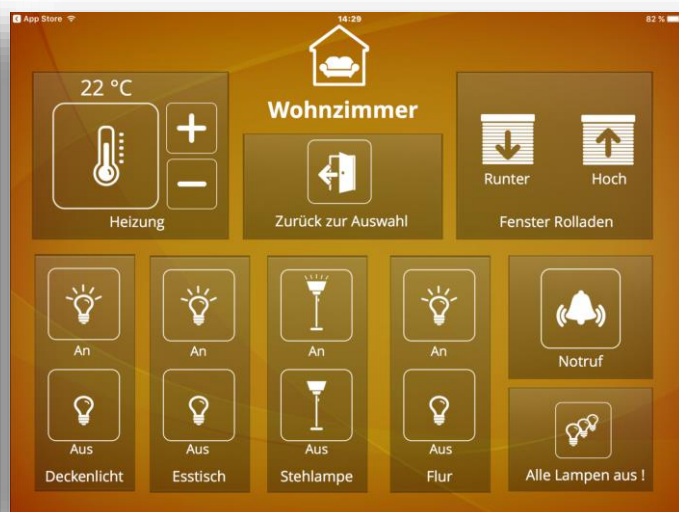 App Store
14:29
82 %
Wohnzimmer
22 °C
Heizung
Zurück zur Auswahl
Runter
Hoch
Fenster Rolladen
An
Aus
Deckenlicht
An
Aus
Esstisch
An
Aus
Stehlampe
An
Aus
Flur
Notruf
Alle Lampen aus !